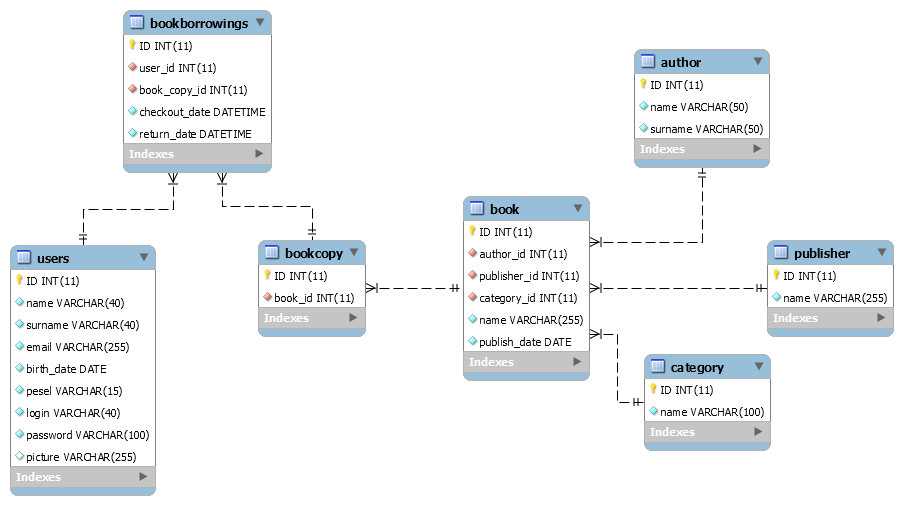 bookborrowings
ID INT(11)
user_id INT(11)
book_copy_id INT(11)
checkout_date DATETIME
return_date DATETIME
Indexes
author
ID INT(11)
name VARCHAR(50)
surname VARCHAR(50)
Indexes
users
ID INT(11)
name VARCHAR(40)
surname VARCHAR(40)
email VARCHAR(255)
birth_date DATE
pesel VARCHAR(15)
login VARCHAR(40)
password VARCHAR(100)
picture VARCHAR(255)
Indexes
bookcopy
ID INT(11)
book_id INT(11)
Indexes
book
ID INT(11)
author_id INT(11)
publisher_id INT(11)
category_id INT(11)
name VARCHAR(255)
publish_date DATE
Indexes
publisher
ID INT(11)
name VARCHAR(255)
Indexes
category
ID INT(11)
name VARCHAR(100)
Indexes